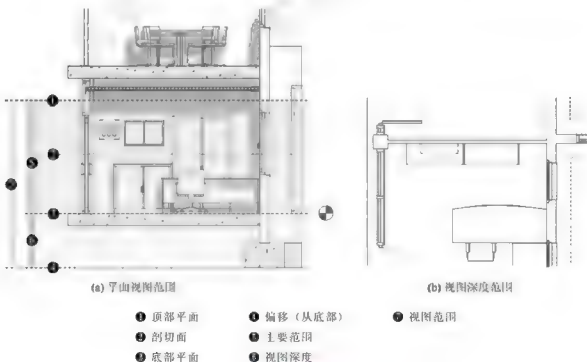 (a) 平面视图范围
(b) 视图深度范围
❶ 顶部平面 ❹ 偏移（从底部） ❼ 视图范围
❷ 剖切面 ❺ 主要范围
❸ 底部平面 ❻ 视图深度